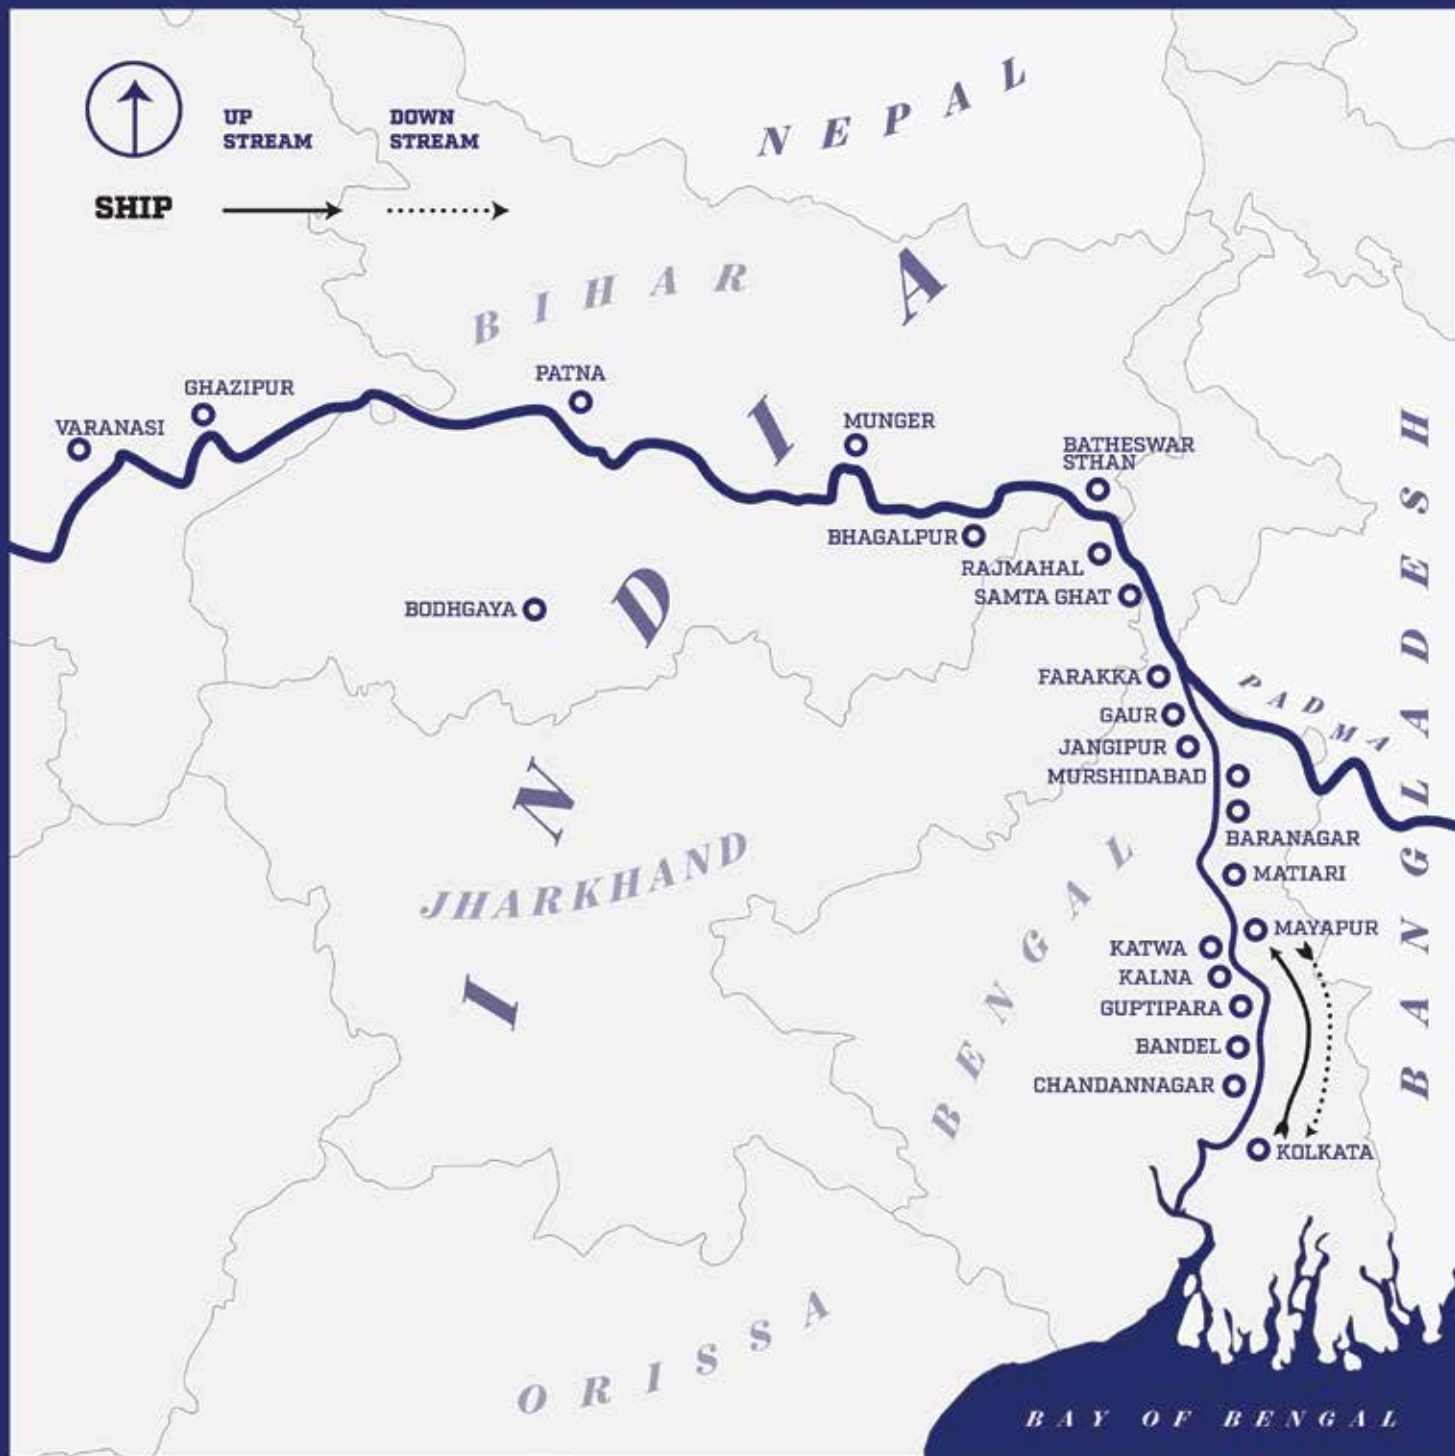 UP
STREAM
DOWN
STREAM
SHIP
NEPAL
BIHAR
INDIA
GHAZIPUR
VARANASI
PATNA
MUNGER
BATHESWAR
STHAN
BHAGALPUR
RAJMAHAL
SAMTA GHAT
BODHGAYA
FARAKKA
GAUR
JANGIPUR
MURSHIDABAD
BARANAGAR
MATIARI
MAYAPUR
KATWA
KALNA
GUPTIPARA
BANDEL
CHANDANNAGAR
KOLKATA
PADMA
BANGLADESH
JHARKHAND
BENGAL
ORISSA
BAY OF BENGAL